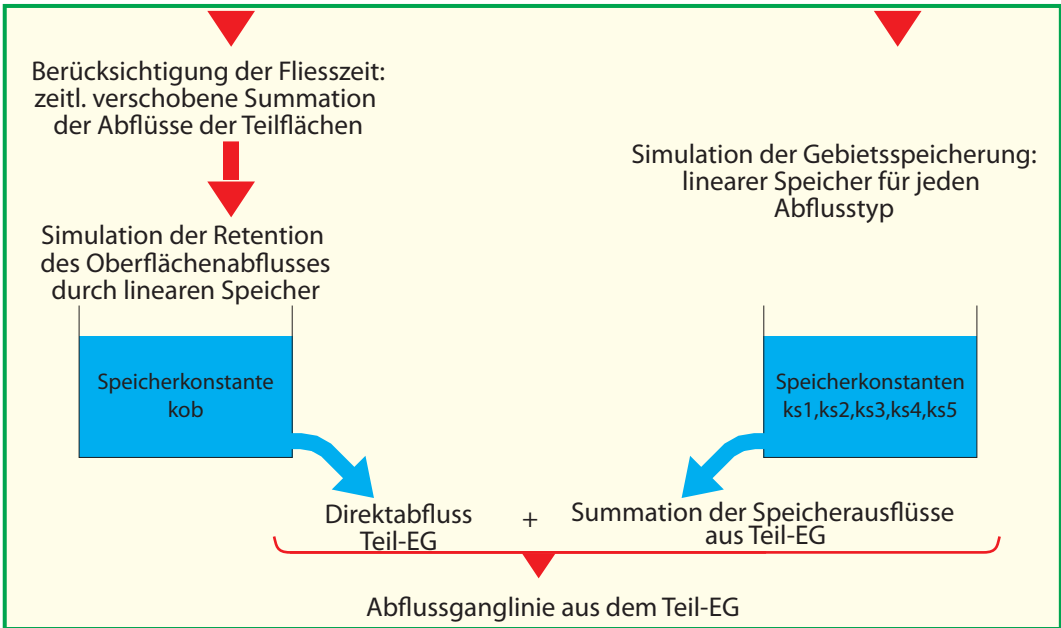 Berücksichtigung der Fliesszeit:
zeitl. verschobene Summation
der Abflüsse der Teilflächen
Simulation der Retention
des Oberflächenabflusses
durch linearen Speicher
Speicherkonstante
kob
Simulation der Gebietsspeicherung:
linearer Speicher für jeden
Abflusstyp
Speicherkonstanten
ks1,ks2,ks3,ks4,ks5
Direktabfluss
Teil-EG
+
Summation der Speicherausflüsse
aus Teil-EG
Abflussganglinie aus dem Teil-EG